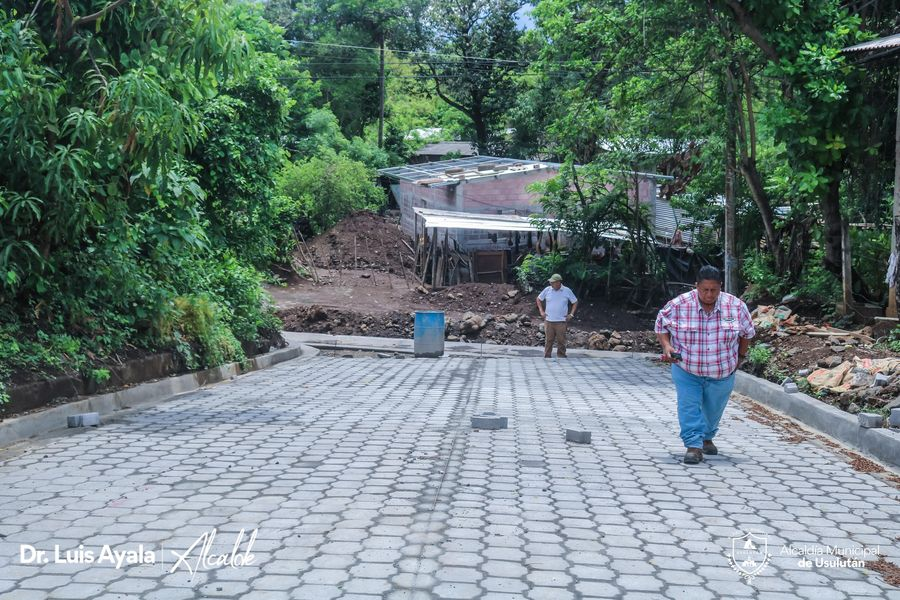 Dr. Luis Ayala | Alcalde
Alcaldía Municipal
de Usulután